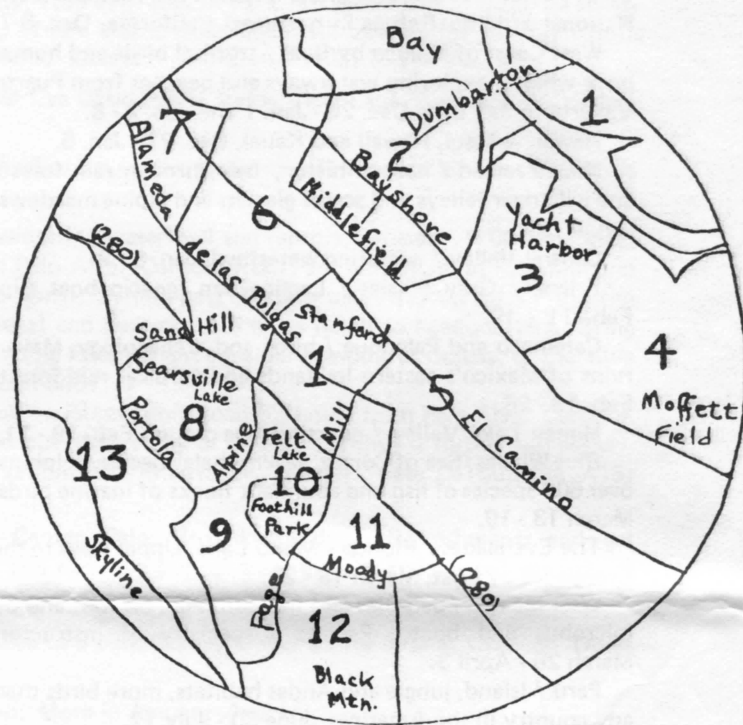 Bay
Dumbarton
1
2
Bayshore
Middlefield
Yacht
Harbor
3
4
Moffett
Field
7
Alameda
de las Pulgas
6
Stanford
5
El Camino
280
Sand Hill
Searsville
Lake
8
Portola
Alpine
1
Felt
Lake
Mill
10
Foothill
Park
13
9
11
Moody
280
Skyline
Page
12
Black
Mtn.